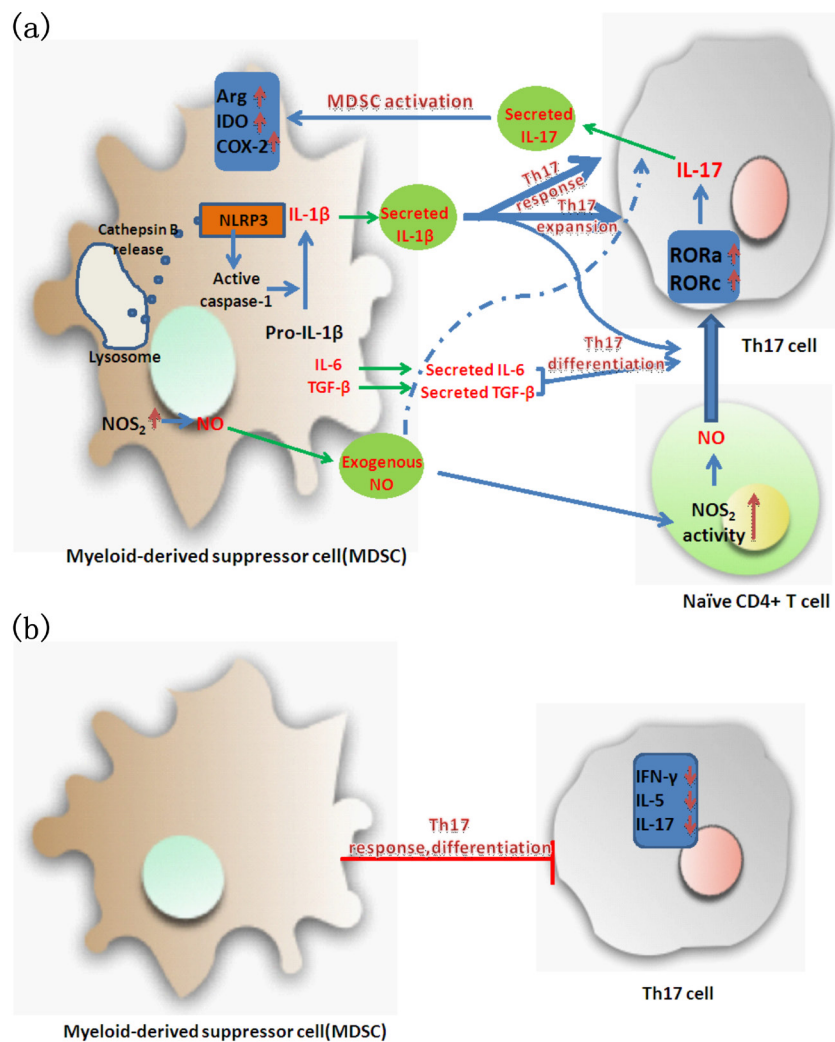 (a)
Arg
IDO
COX-2
MDSC activation
Secreted
IL-17
Th17
response
Th17
expansion
IL-17
RORa
RORc
Th17 cell
Cathepsin B
release
NLRP3
IL-1β
Secreted
IL-1β
Active
caspase-1
Pro-IL-1β
Lysosome
IL-6
TGF-β
Secreted IL-6
Secreted TGF-β
Th17
differentiation
NOS2
NO
Exogenous
NO
NO
NOS2
activity
Myeloid-derived suppressor cell(MDSC)
Naïve CD4+ T cell
(b)
Th17
response,differentiation
IFN-γ
IL-5
IL-17
Th17 cell
Myeloid-derived suppressor cell(MDSC)